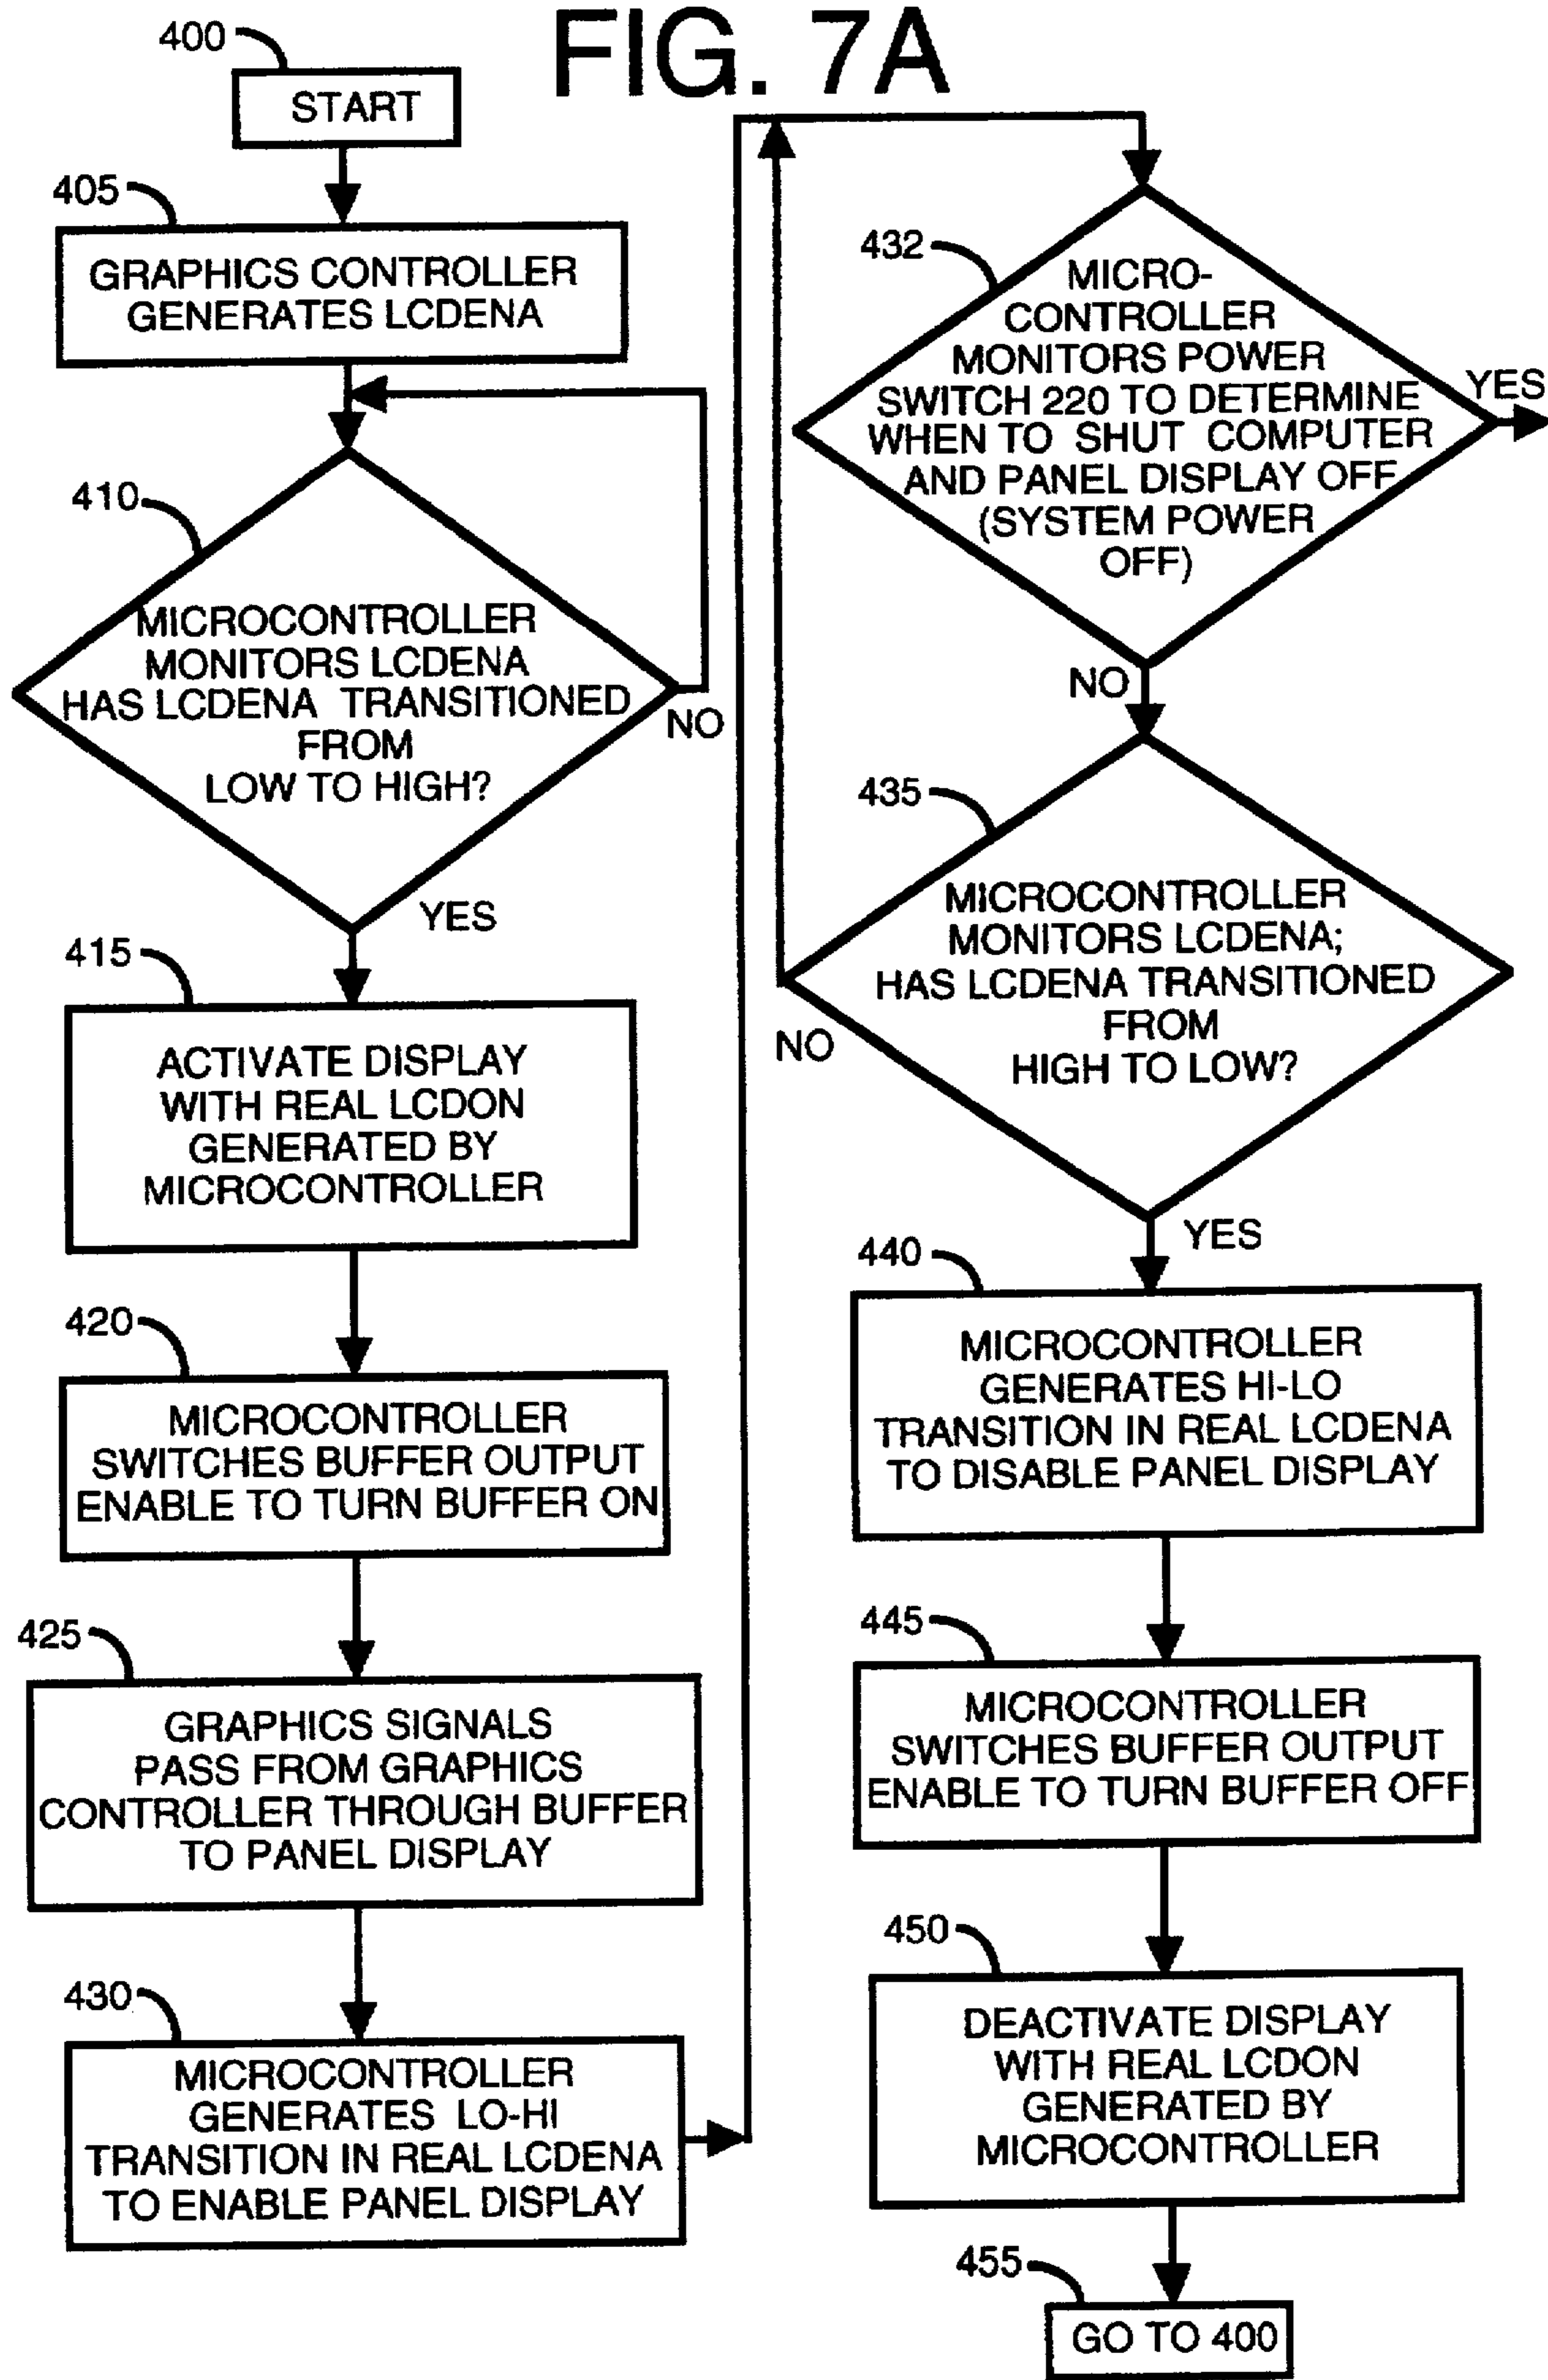 FIG. 7A
400
START
405
GRAPHICS CONTROLLER
GENERATES LCDENA
410
MICROCONTROLLER
MONITORS LCDENA
HAS LCDENA TRANSITIONED
FROM
LOW TO HIGH?
NO
YES
415
ACTIVATE DISPLAY
WITH REAL LCDON
GENERATED BY
MICROCONTROLLER
420
MICROCONTROLLER
SWITCHES BUFFER OUTPUT
ENABLE TO TURN BUFFER ON
425
GRAPHICS SIGNALS
PASS FROM GRAPHICS
CONTROLLER THROUGH BUFFER
TO PANEL DISPLAY
430
MICROCONTROLLER
GENERATES LO-HI
TRANSITION IN REAL LCDENA
TO ENABLE PANEL DISPLAY
432
MICRO-
CONTROLLER
MONITORS POWER
SWITCH 220 TO DETERMINE
WHEN TO SHUT COMPUTER
AND PANEL DISPLAY OFF
(SYSTEM POWER
OFF)
YES
NO
435
MICROCONTROLLER
MONITORS LCDENA;
HAS LCDENA TRANSITIONED
FROM
HIGH TO LOW?
NO
YES
440
MICROCONTROLLER
GENERATES HI-LO
TRANSITION IN REAL LCDENA
TO DISABLE PANEL DISPLAY
445
MICROCONTROLLER
SWITCHES BUFFER OUTPUT
ENABLE TO TURN BUFFER OFF
450
DEACTIVATE DISPLAY
WITH REAL LCDON
GENERATED BY
MICROCONTROLLER
455
GO TO 400